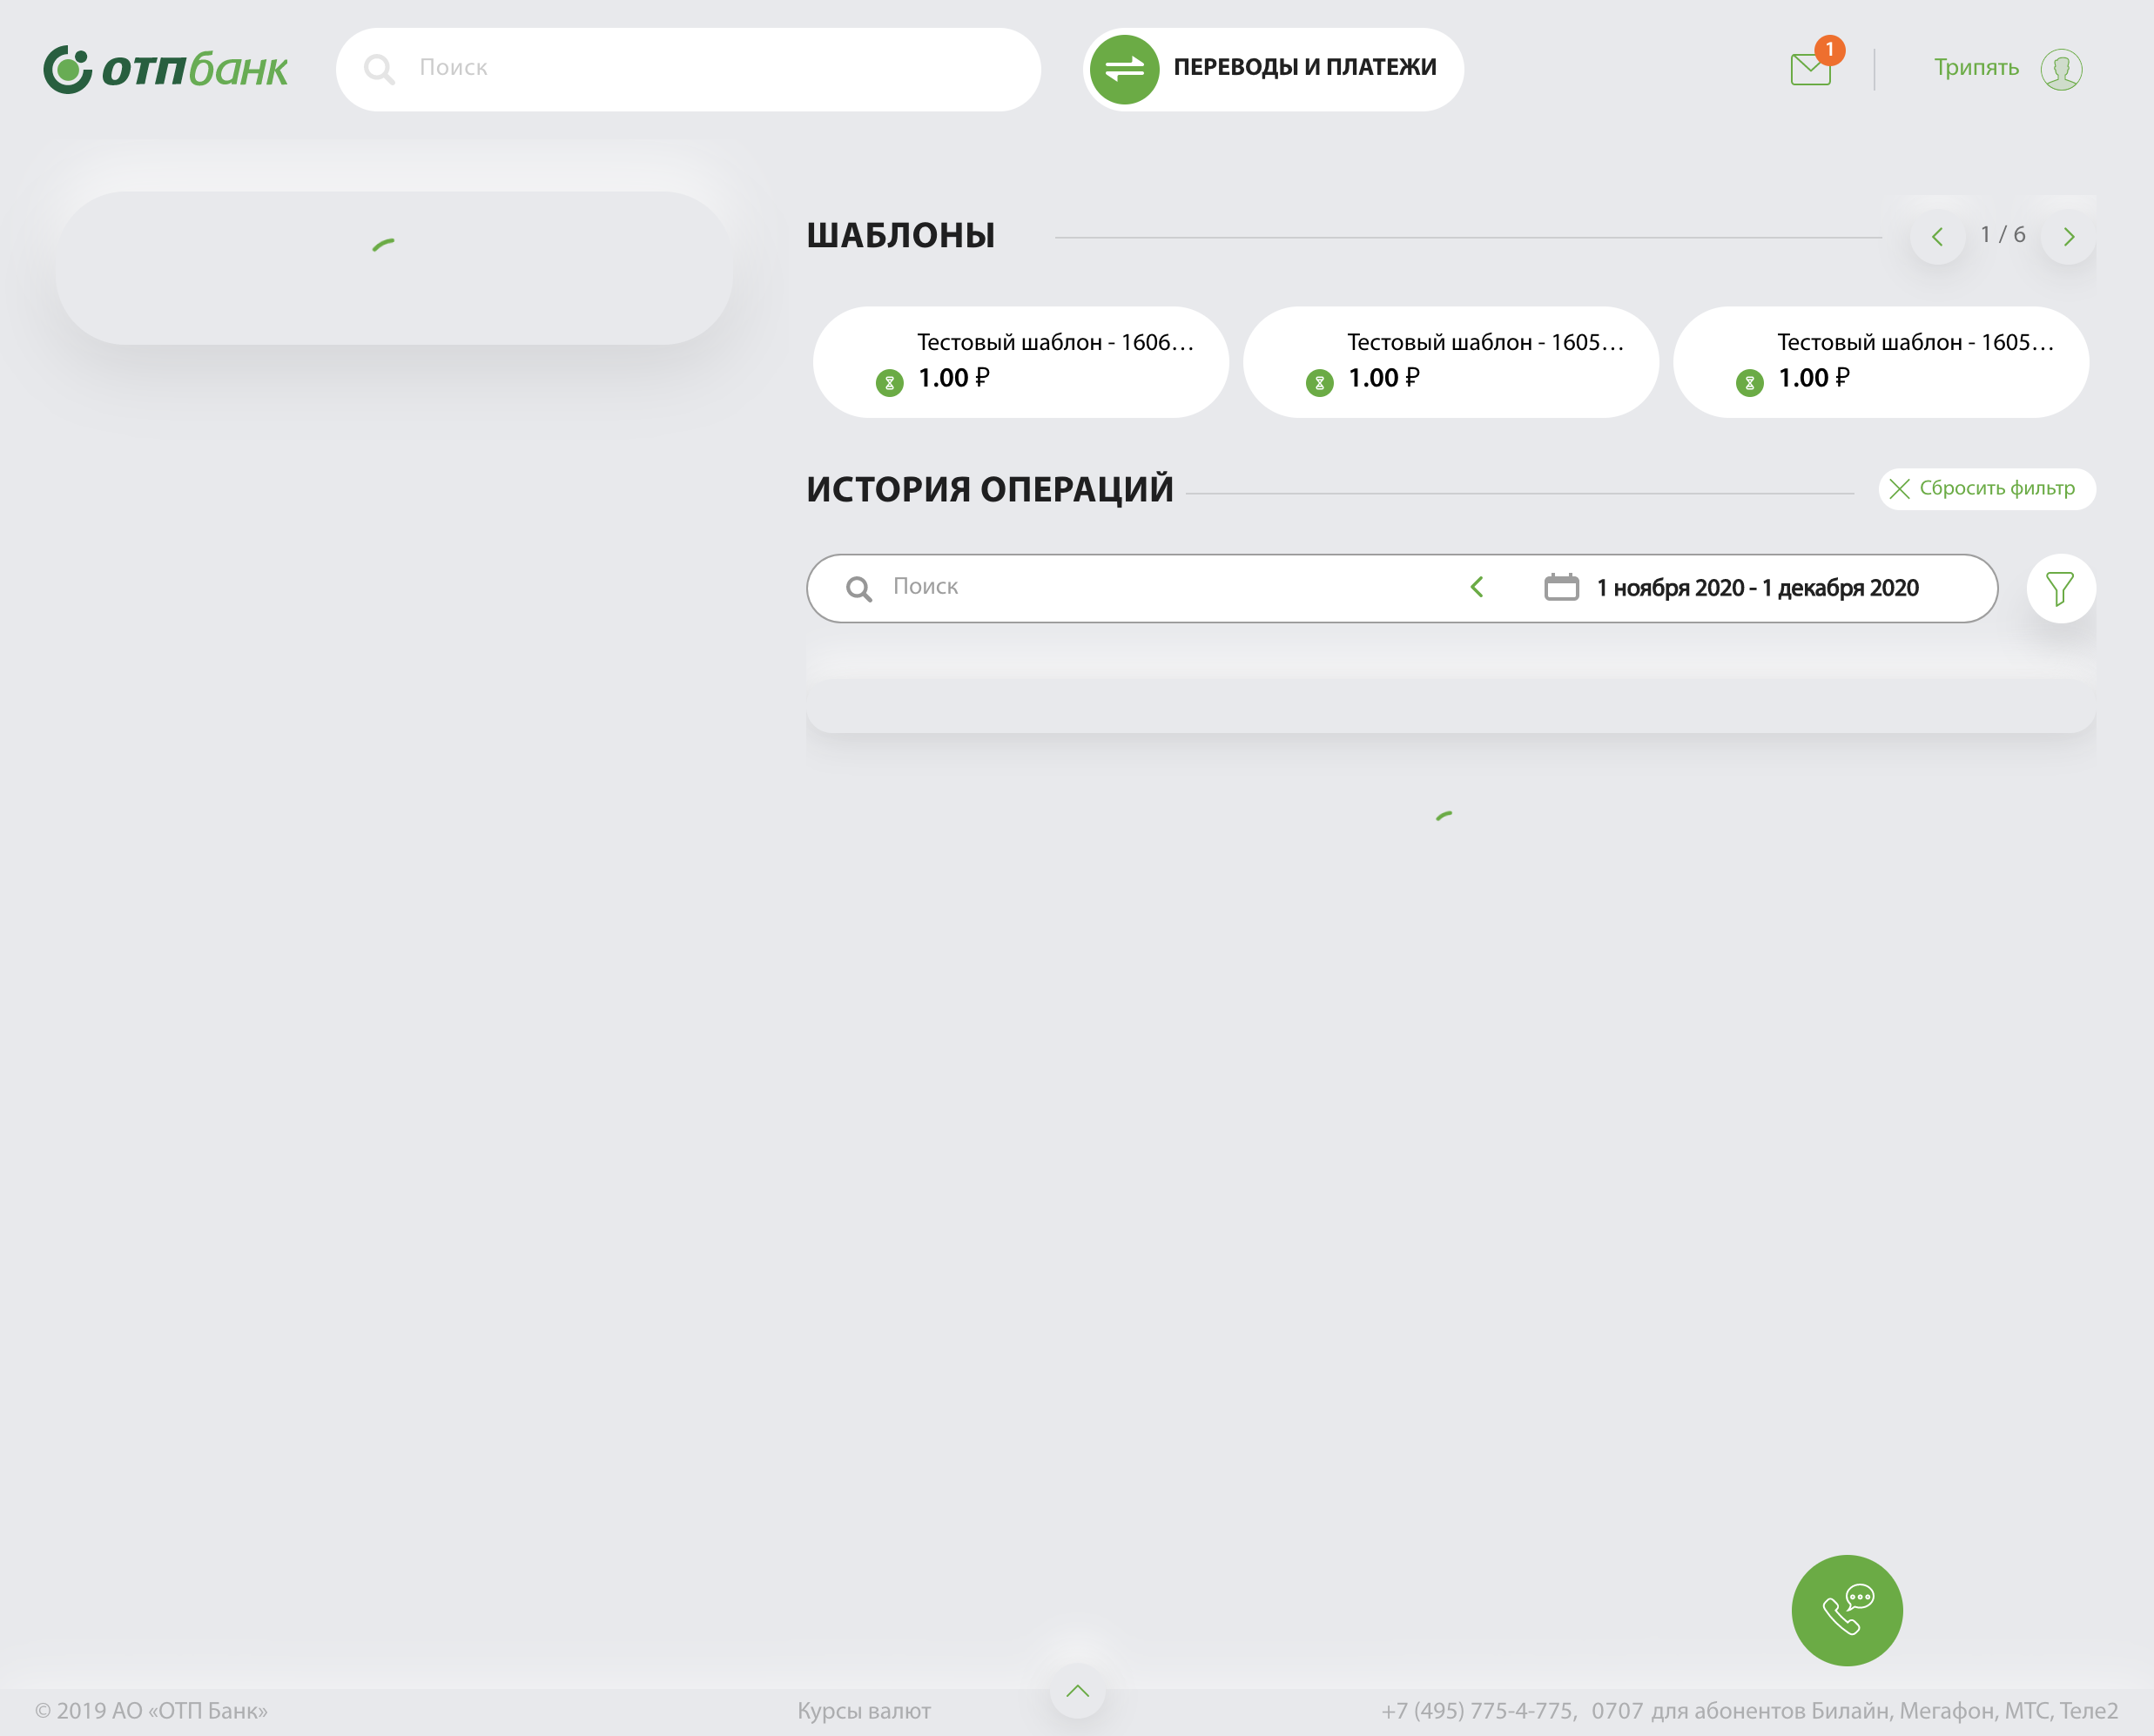 отпбанк
Поиск
ПЕРЕВОДЫ И ПЛАТЕЖИ
1
Трипять
ШАБЛОНЫ
1 / 6
Тестовый шаблон - 1606…
1.00 ₽
Тестовый шаблон - 1605…
1.00 ₽
Тестовый шаблон - 1605…
1.00 ₽
ИСТОРИЯ ОПЕРАЦИЙ
Сбросить фильтр
Поиск
1 ноября 2020 - 1 декабря 2020
© 2019 АО «ОТП Банк»
Курсы валют
+7 (495) 775-4-775, 0707 для абонентов Билайн, Мегафон, МТС, Теле2